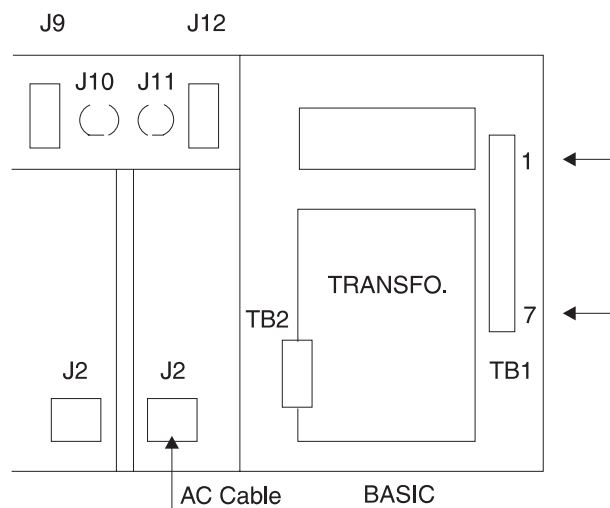 J9
J12
J10
J11
1
TRANSFO.
7
TB2
TB1
J2
J2
AC Cable
BASIC